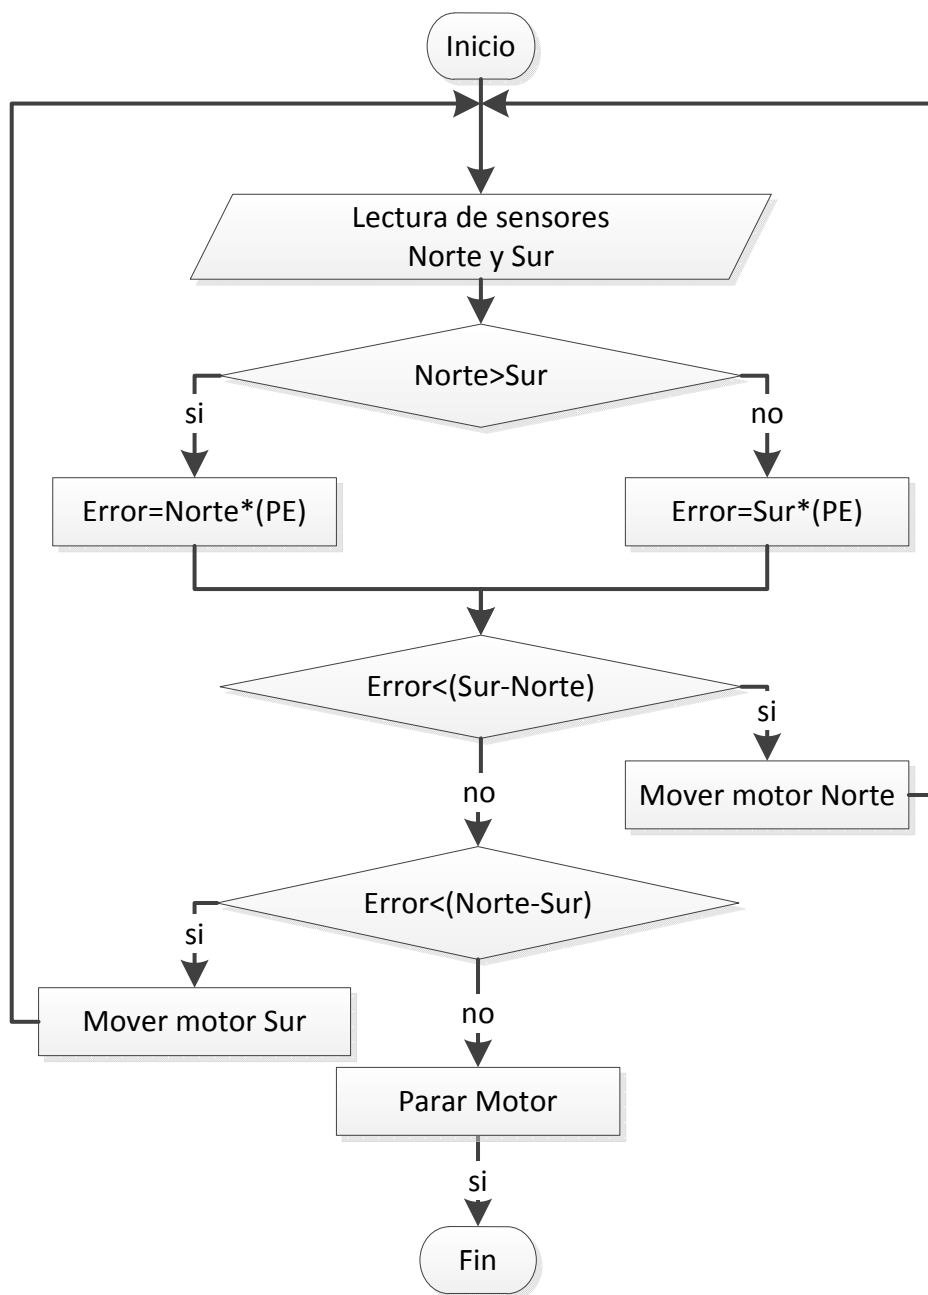 Inicio
Lectura de sensores
Norte y Sur
Norte>Sur
si
no
Error=Norte*(PE)
Error=Sur*(PE)
Error<(Sur-Norte)
si
no
Mover motor Norte
Error<(Norte-Sur)
si
no
Mover motor Sur
Parar Motor
si
Fin